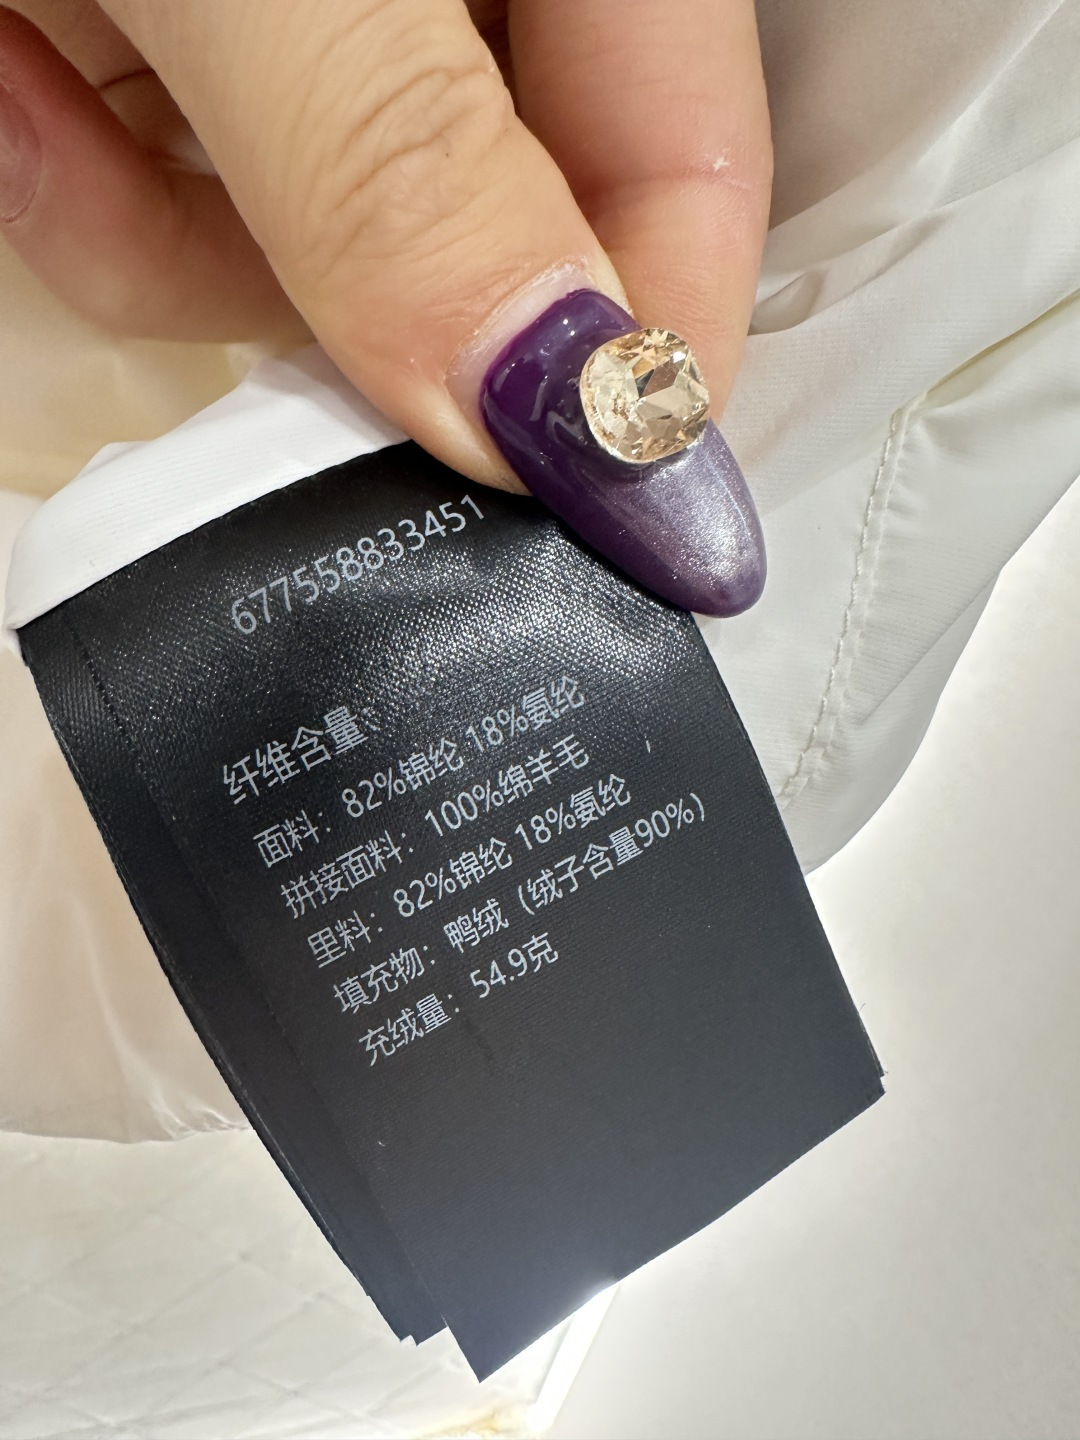 677558833451
纤维含量:
面料：82%锦纶 18%氨纶
拼接面料：100%绵羊毛
里料：82%锦纶 18%氨纶
填充物：鸭绒（绒子含量90%）
充绒量：54.9克